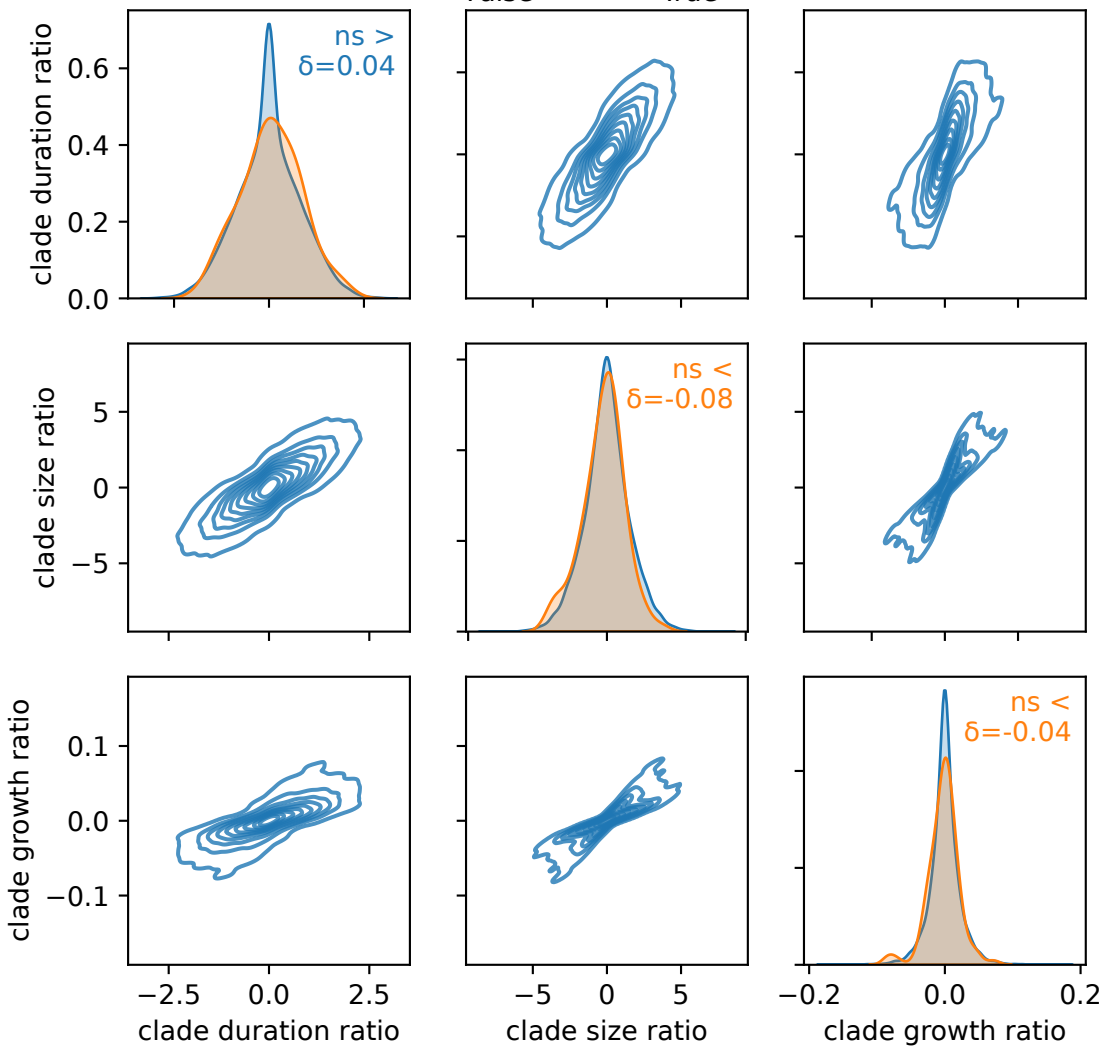 clade duration ratio
0.6
0.4
0.2
0.0
ns >
δ=0.04
clade size ratio
5
0
−5
ns <
δ=-0.08
clade growth ratio
0.1
0.0
−0.1
ns <
δ=-0.04
−2.5 0.0 2.5
−5 0 5
−0.2 0.0 0.2
clade duration ratio
clade size ratio
clade growth ratio